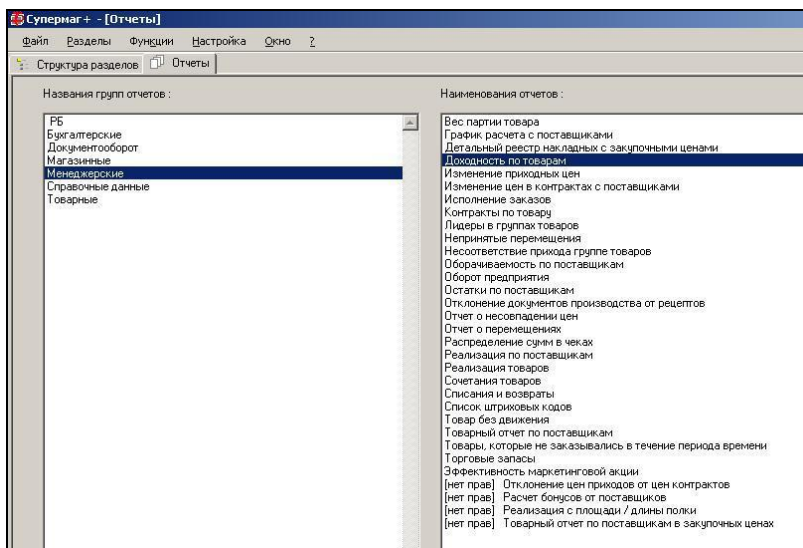 Супермаг+ - [Отчеты]
Файл Разделы Функции Настройка Окно ?
Структура разделов Отчеты
Названия групп отчетов :
РБ
Бухгалтерские
Документооборот
Магазинные
Менеджерские
Справочные данные
Товарные
Наименования отчетов :
Вес партии товара
График расчета с поставщиками
Детальный реестр накладных с закупочными ценами
Доходность по товарам
Изменение приходных цен
Изменение цен в контрактах с поставщиками
Исполнение заказов
Контракты по товару
Лидеры в группах товаров
Непринятые перемещения
Несоответствие прихода группе товаров
Оборачиваемость по поставщикам
Оборот предприятия
Остатки по поставщикам
Отклонение документов производства от рецептов
Отчет о несовпадении цен
Отчет о перемещениях
Распределение сумм в чеках
Реализация по поставщикам
Реализация товаров
Сочетания товаров
Списания и возвраты
Список штриховых кодов
Товар без движения
Товарный отчет по поставщикам
Товары, которые не заказывались в течение периода времени
Торговые запасы
Эффективность маркетинговой акции
[нет прав] Отклонение цен приходов от цен контрактов
[нет прав] Расчет бонусов от поставщиков
[нет прав] Реализация с площади / длины полки
[нет прав] Товарный отчет по поставщикам в закупочных ценах